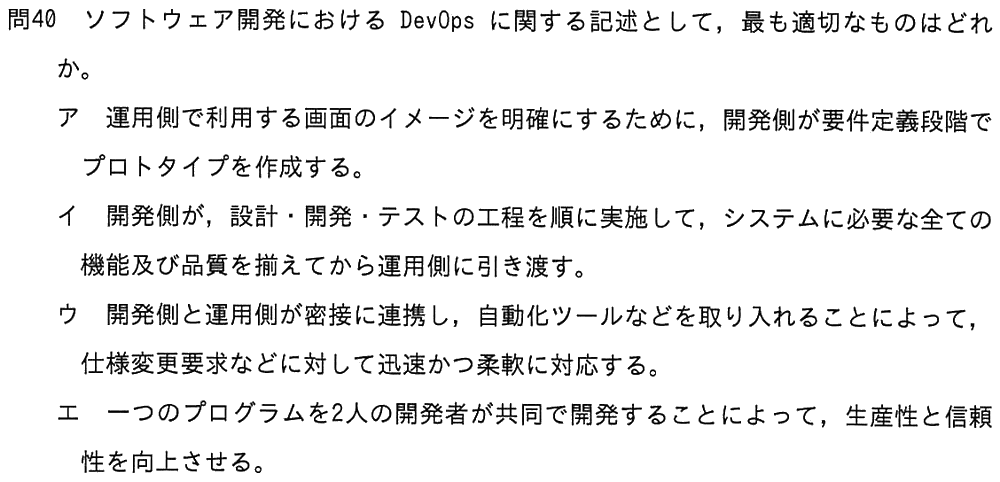 問40　ソフトウェア開発における DevOps に関する記述として，最も適切なものはどれ
か。
ア　運用側で利用する画面のイメージを明確にするために，開発側が要件定義段階で
プロトタイプを作成する。
イ　開発側が，設計・開発・テストの工程を順に実施して，システムに必要な全ての
機能及び品質を揃えてから運用側に引き渡す。
ウ　開発側と運用側が密接に連携し，自動化ツールなどを取り入れることによって，
仕様変更要求などに対して迅速かつ柔軟に対応する。
エ　一つのプログラムを2人の開発者が共同で開発することによって，生産性と信頼
性を向上させる。